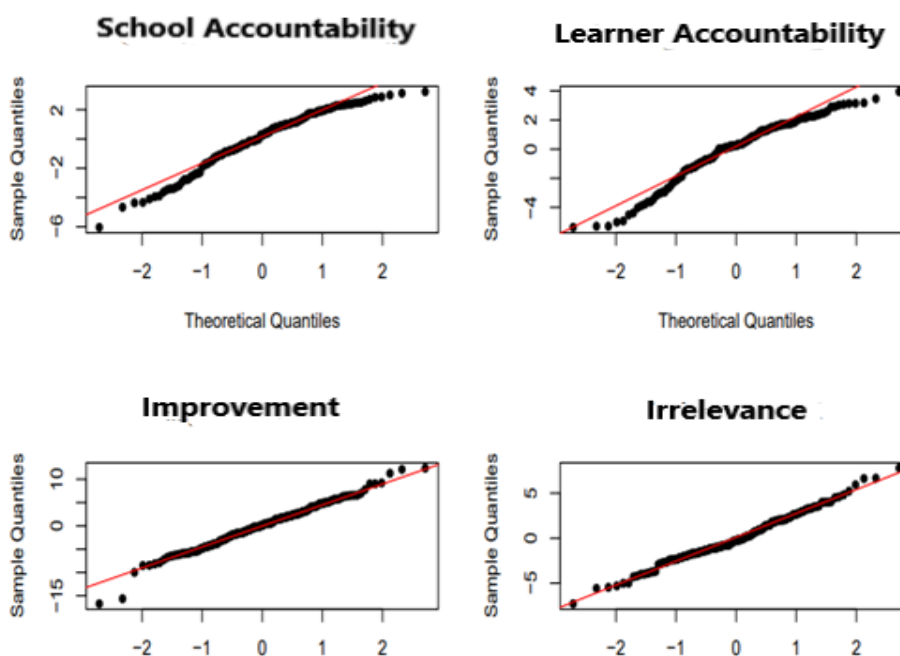 School Accountability
Learner Accountability
Sample Quantiles
2
−2
−6
−2 −1 0 1 2
Theoretical Quantiles
Sample Quantiles
4
2
0
−4
−2 −1 0 1 2
Theoretical Quantiles
Improvement
Irrelevance
Sample Quantiles
10
0
−15
−2 −1 0 1 2
Sample Quantiles
5
0
−5
−2 −1 0 1 2